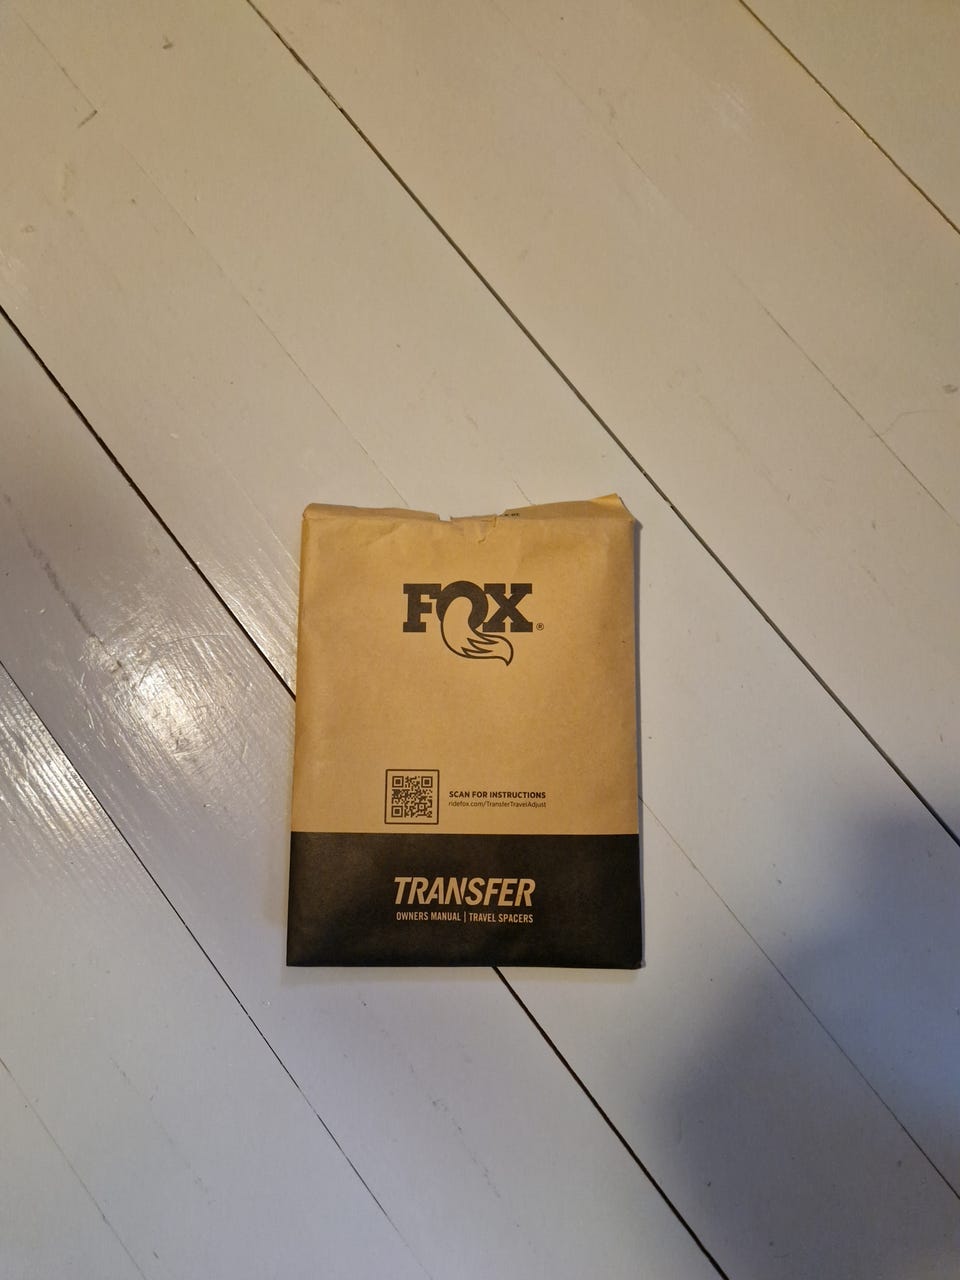 FOX®
SCAN FOR INSTRUCTIONS
ridefox.com/TransferTravelAdjust
TRANSFER
OWNERS MANUAL | TRAVEL SPACERS